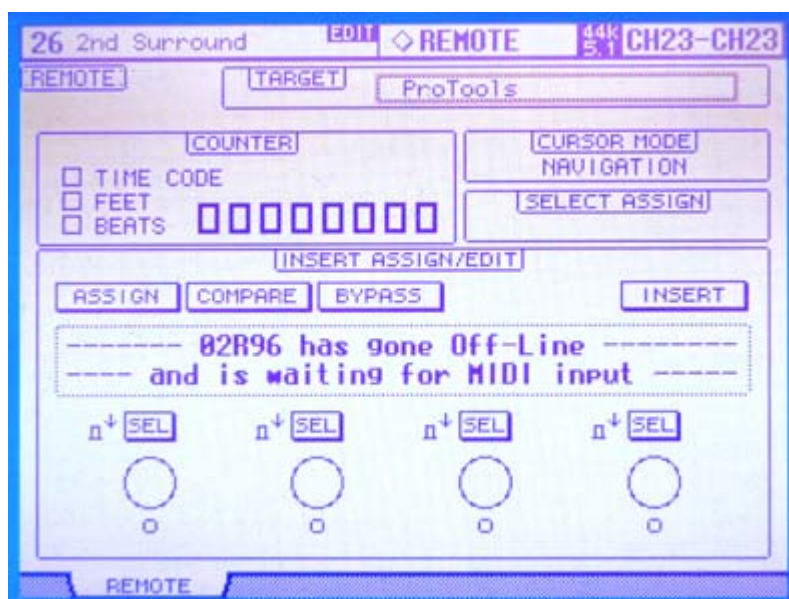 26 2nd Surround EDIT ◇REMOTE 44k 5.1 CH23-CH23
REMOTE TARGET ProTools
COUNTER
TIME CODE
FEET
BEATS
CURSOR MODE
NAVIGATION
SELECT ASSIGN
INSERT ASSIGN/EDIT
ASSIGN COMPARE BYPASS INSERT
------- 02R96 has gone Off-Line --------
---- and is waiting for MIDI input -----
SEL SEL SEL SEL
REMOTE